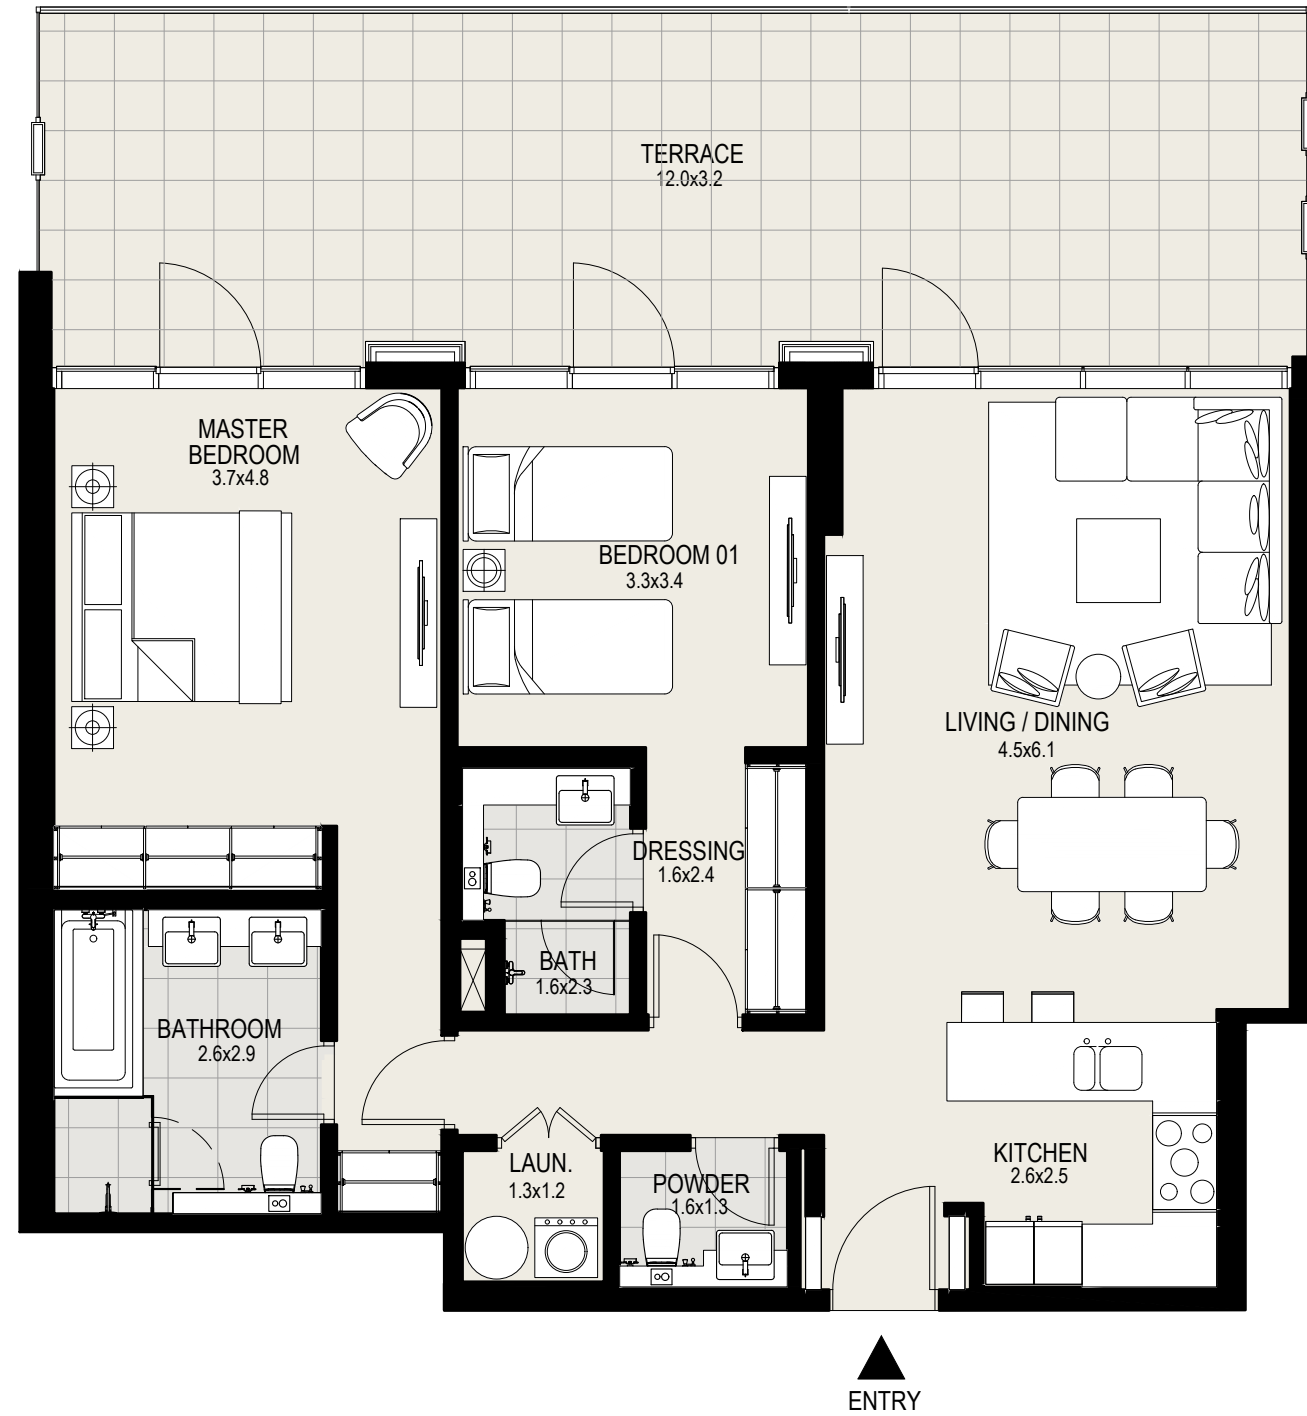 TERRACE
12.0x3.2
MASTER
BEDROOM
3.7x4.8
BEDROOM 01
3.3x3.4
LIVING / DINING
4.5x6.1
DRESSING
1.6x2.4
BATH
1.6x2.3
BATHROOM
2.6x2.9
KITCHEN
2.6x2.5
LAUN.
1.3x1.2
POWDER
1.6x1.3
ENTRY